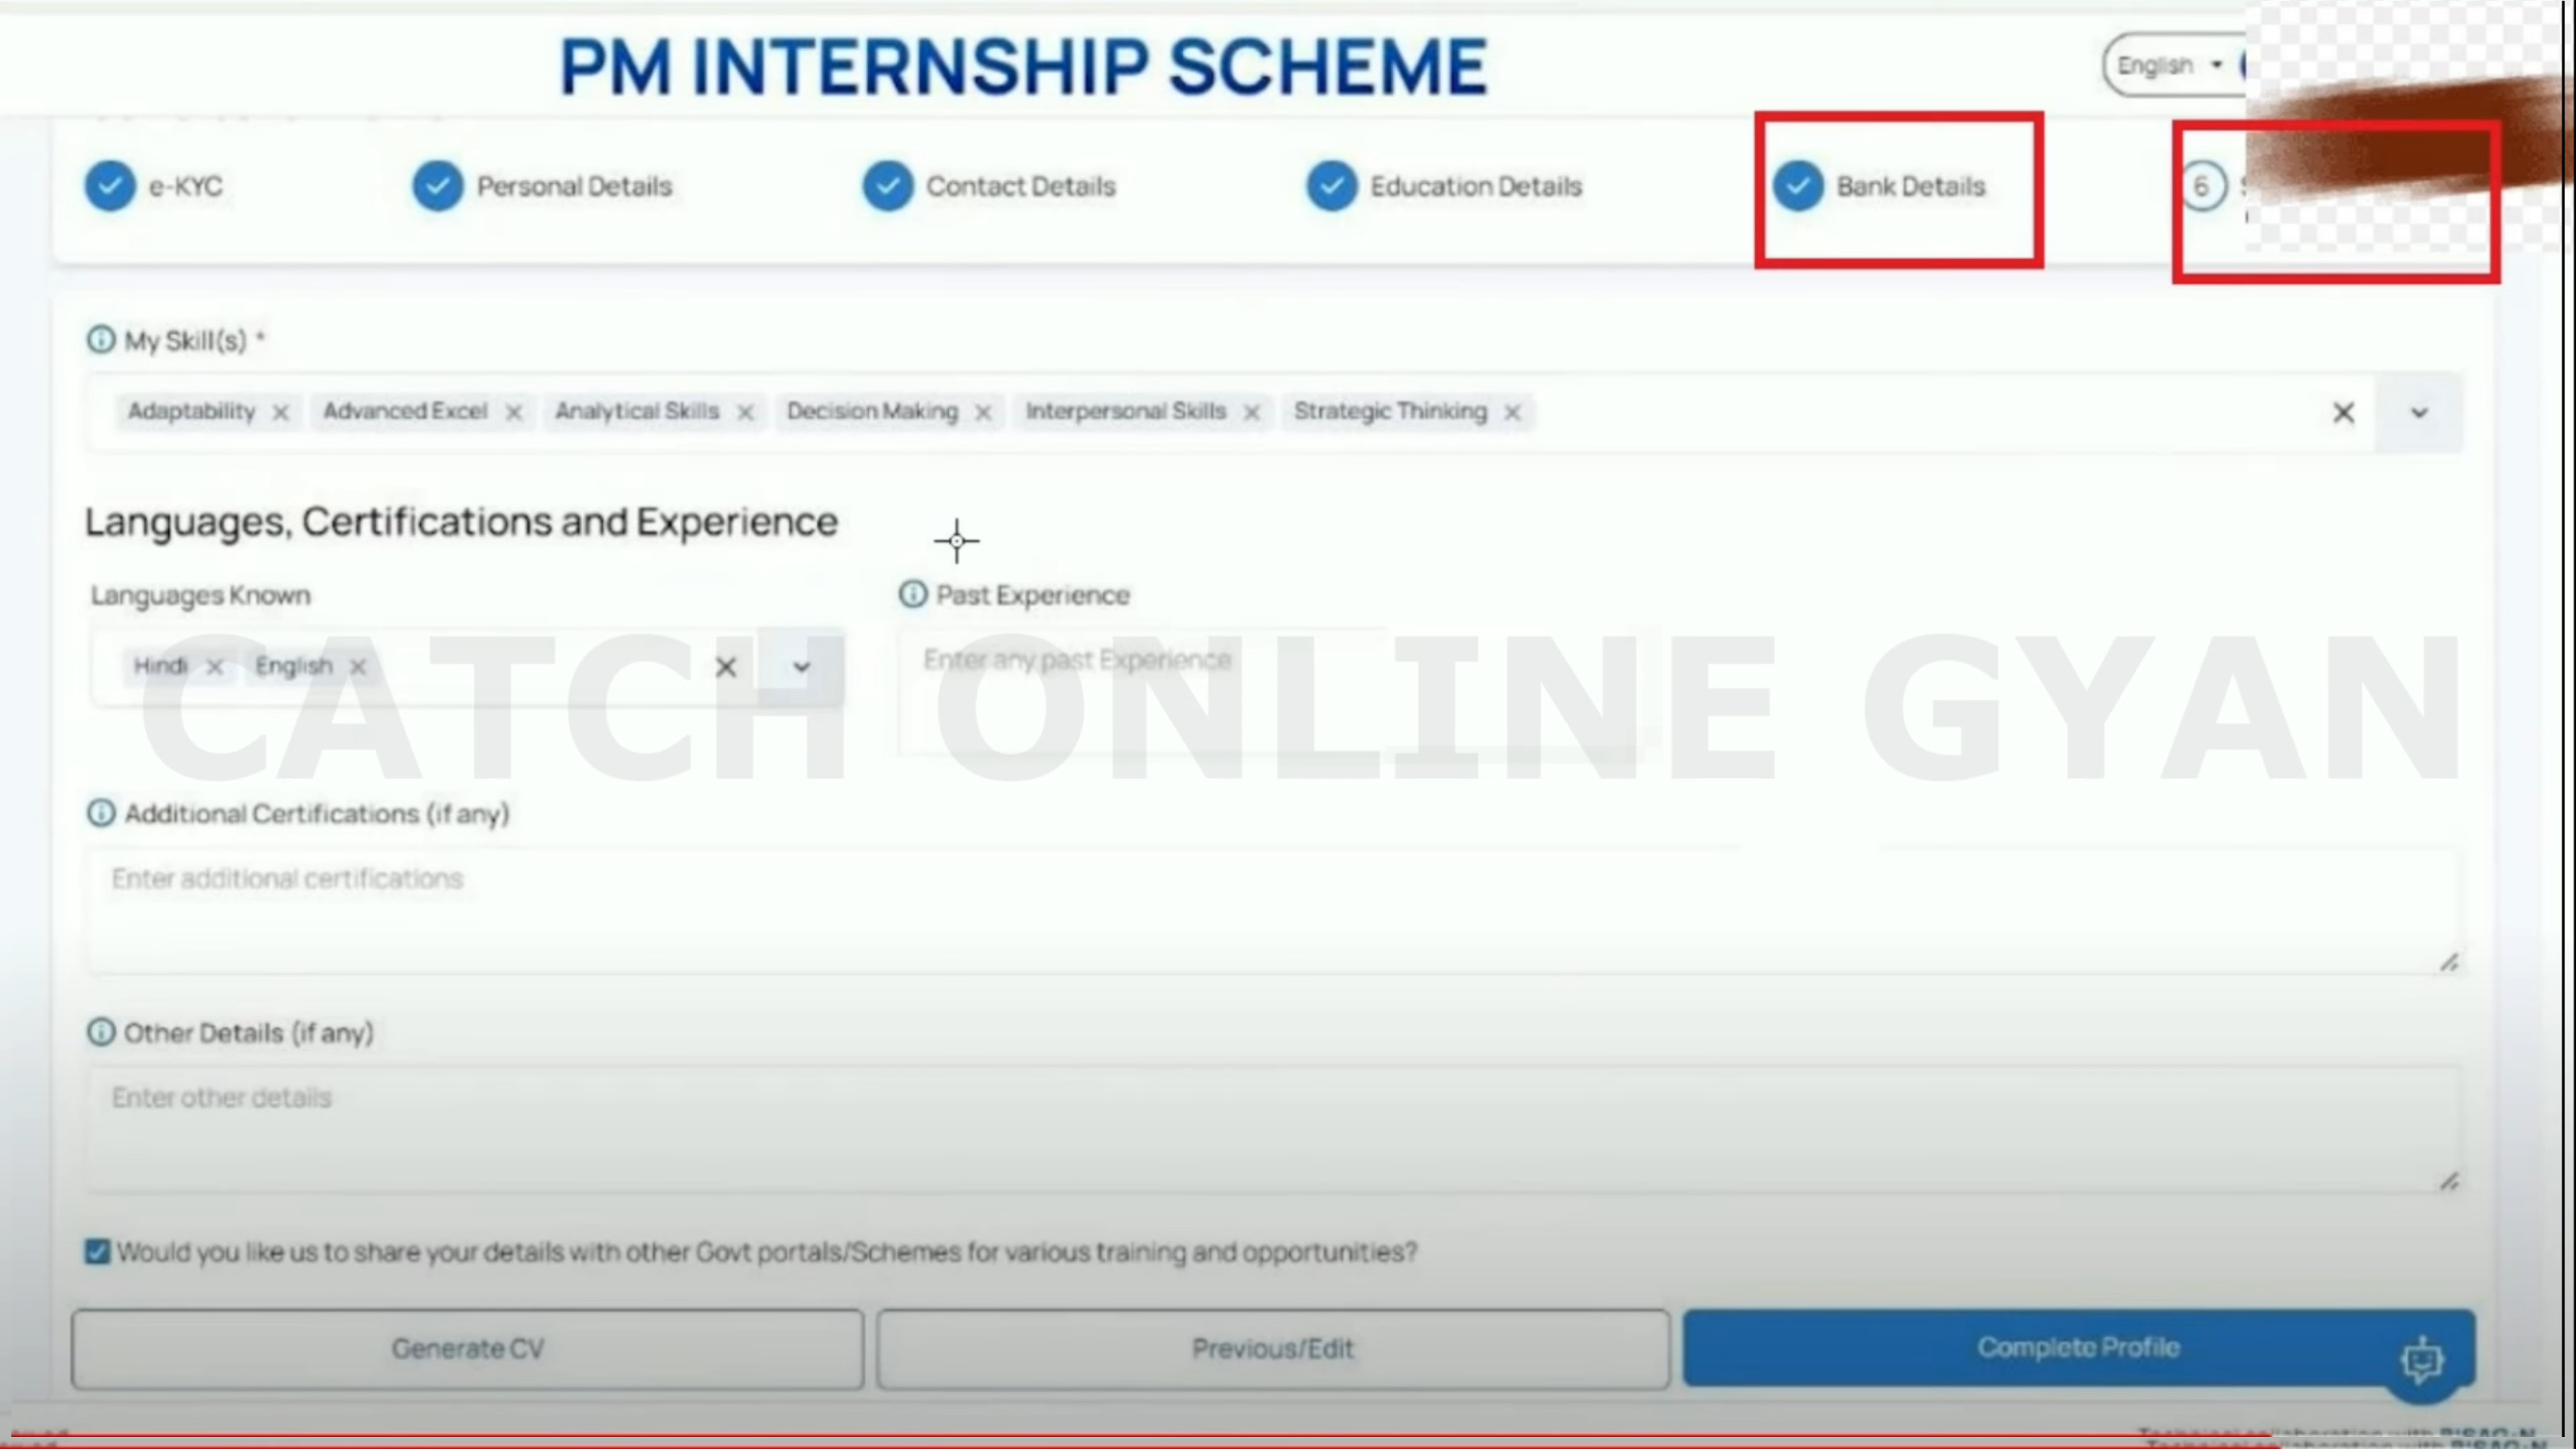 PM INTERNSHIP SCHEME
English
e-KYC
Personal Details
Contact Details
Education Details
Bank Details
6
My Skill(s) *
Adaptability
Advanced Excel
Analytical Skills
Decision Making
Interpersonal Skills
Strategic Thinking
Languages, Certifications and Experience
Languages Known
Past Experience
Hindi
English
Enter any past Experience
CATCH ONLINE GYAN
Additional Certifications (if any)
Enter additional certifications
Other Details (if any)
Enter other details
Would you like us to share your details with other Govt portals/Schemes for various training and opportunities?
Generate CV
Previous/Edit
Complete Profile